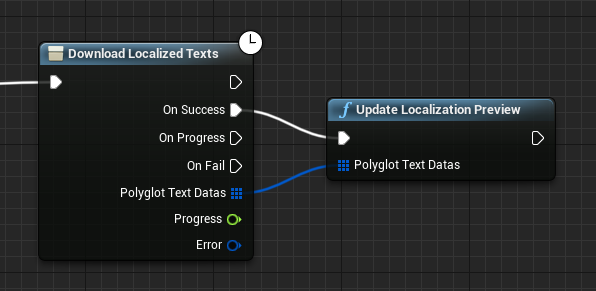 Download Localized Texts
On Success
On Progress
On Fail
Polyglot Text Datas
Progress
Error
f Update Localization Preview
Polyglot Text Datas